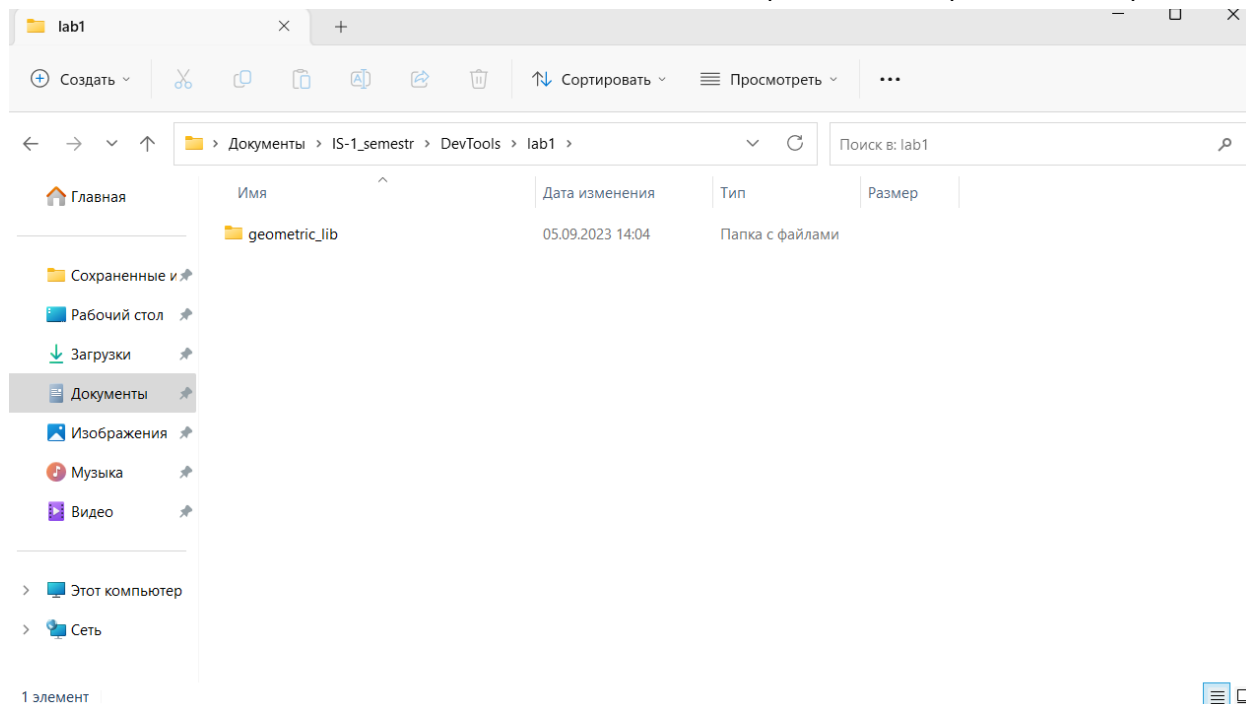 lab1
Создать
Сортировать
Просмотреть
Документы > IS-1_semestr > DevTools > lab1 >
Поиск в: lab1
Главная
Имя
Дата изменения
Тип
Размер
geometric_lib
05.09.2023 14:04
Папка с файлами
Сохраненные и
Рабочий стол
Загрузки
Документы
Изображения
Музыка
Видео
Этот компьютер
Сеть
1 элемент